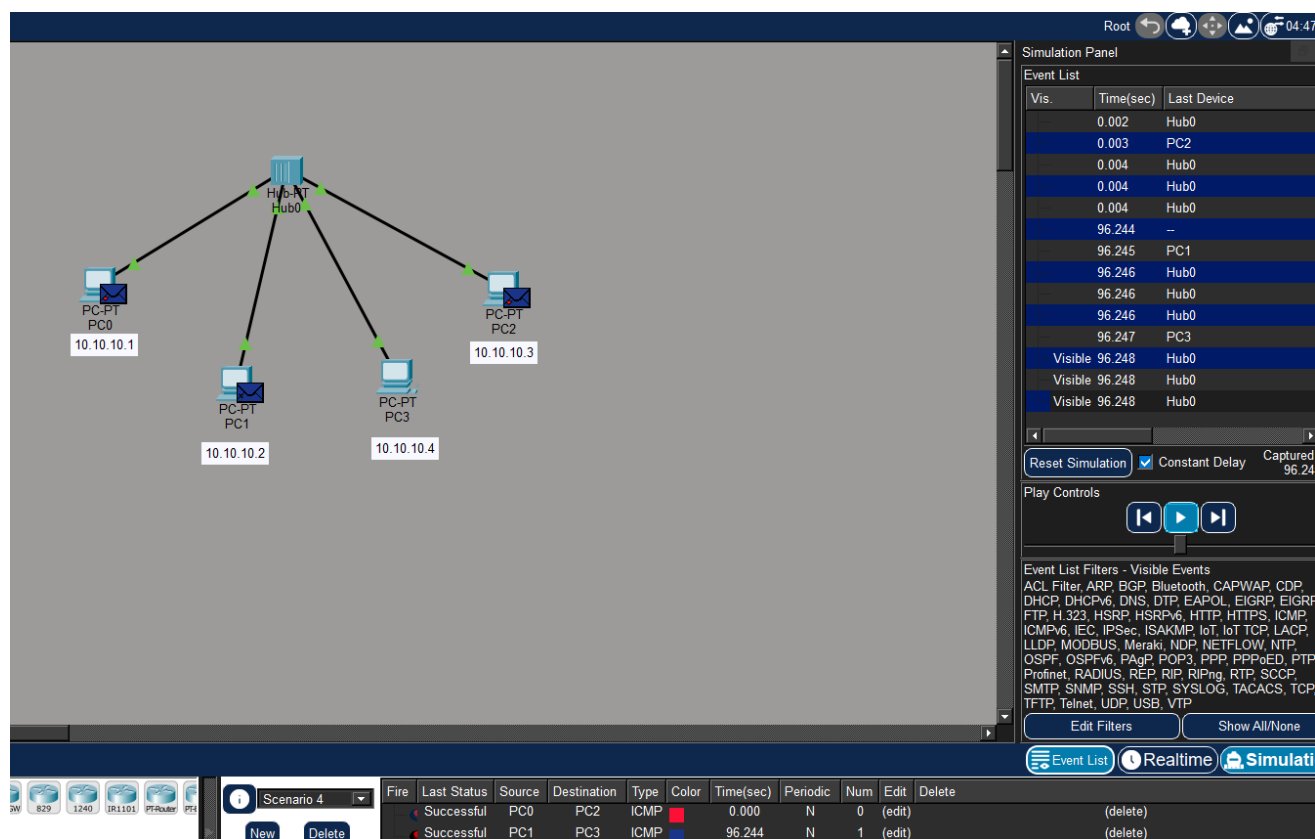 Root 04:47
Simulation Panel
Event List
Vis. Time(sec) Last Device
0.002 Hub0
0.003 PC2
0.004 Hub0
0.004 Hub0
0.004 Hub0
96.244 --
96.245 PC1
96.246 Hub0
96.246 Hub0
96.246 Hub0
96.247 PC3
Visible 96.248 Hub0
Visible 96.248 Hub0
Visible 96.248 Hub0
Reset Simulation Constant Delay Captured
96.24
Play Controls
Event List Filters - Visible Events
ACL Filter, ARP, BGP, Bluetooth, CAPWAP, CDP,
DHCP, DHCPv6, DNS, DTP, EAPOL, EIGRP, EIGRP
FTP, H.323, HSRP, HSRPv6, HTTP, HTTPS, ICMP,
ICMPv6, IEC, IPSec, ISAKMP, IoT, IoT TCP, LACP,
LLDP, MODBUS, Meraki, NDP, NETFLOW, NTP,
OSPF, OSPFv6, PAgP, POP3, PPP, PPPoED, PTP
Profinet, RADIUS, REP, RIP, RIPng, RTP, SCCP,
SMTP, SNMP, SSH, STP, SYSLOG, TACACS, TCP
TFTP, Telnet, UDP, USB, VTP
Edit Filters Show All/None
Event List Realtime Simulati
Hub-PT
Hub0
PC-PT
PC0
10.10.10.1
PC-PT
PC1
10.10.10.2
PC-PT
PC3
10.10.10.4
PC-PT
PC2
10.10.10.3
GW 829 1240 IR1101 PT-Router PT-E
Scenario 4
New Delete
Fire Last Status Source Destination Type Color Time(sec) Periodic Num Edit Delete
Successful PC0 PC2 ICMP 0.000 N 0 (edit) (delete)
Successful PC1 PC3 ICMP 96.244 N 1 (edit) (delete)